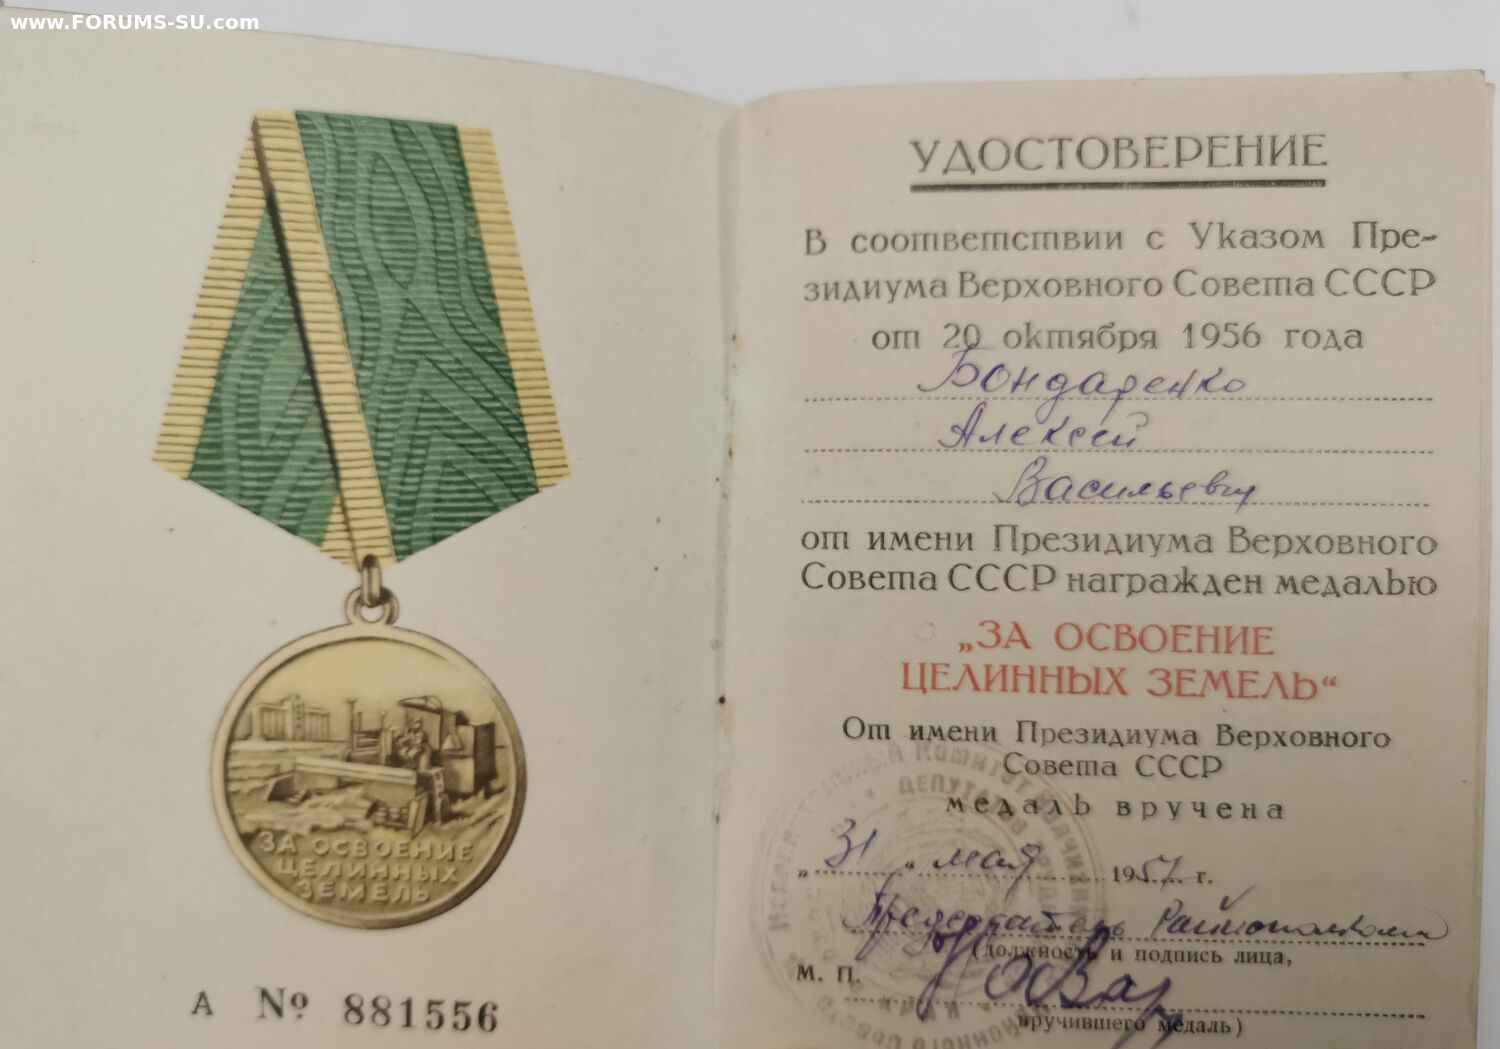 www.FORUMS-SU.com
ЗА ОСВОЕНИЕ
ЦЕЛИННЫХ
ЗЕМЕЛЬ
А № 881556
УДОСТОВЕРЕНИЕ
В соответствии с Указом Пре-
зидиума Верховного Совета СССР
от 20 октября 1956 года
Бондаренко
Алексей
Васильевич
от имени Президиума Верховного
Совета СССР награжден медалью
„ЗА ОСВОЕНИЕ
ЦЕЛИННЫХ ЗЕМЕЛЬ“
От имени Президиума Верховного
Совета СССР
медаль вручена
„31“ мая 1957 г.
Председатель Райисполкома
(должность и подпись лица,
М. П.
вручившего медаль)